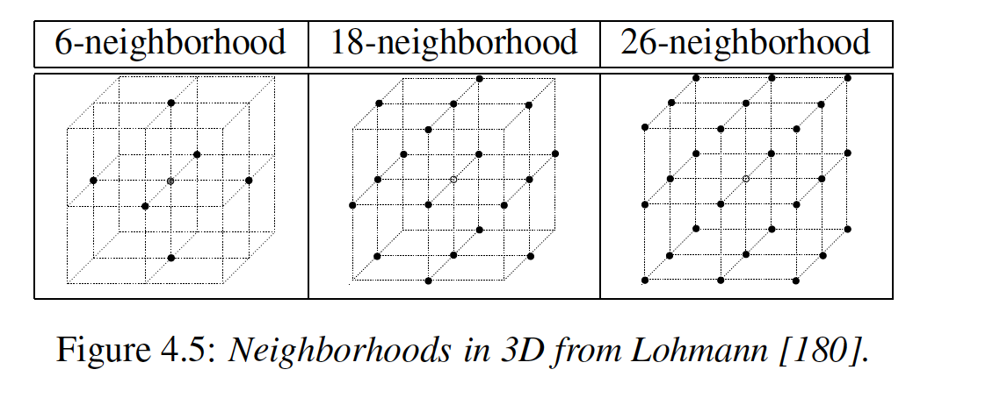 6-neighborhood 18-neighborhood 26-neighborhood
Figure 4.5: Neighborhoods in 3D from Lohmann [180].